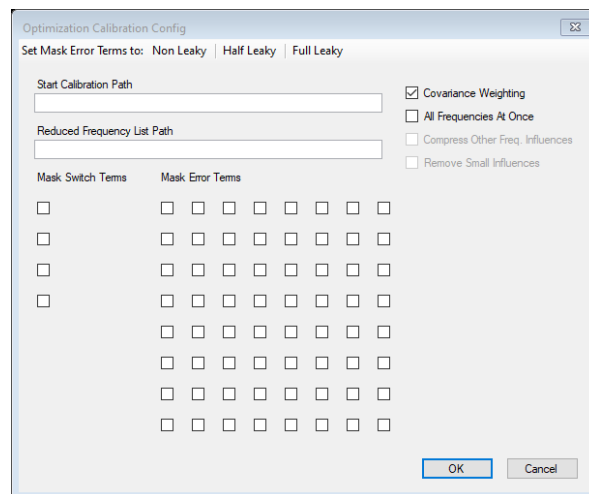 Optimization Calibration Config
Set Mask Error Terms to: Non Leaky Half Leaky Full Leaky
Start Calibration Path
Covariance Weighting
All Frequencies At Once
Reduced Frequency List Path
Compress Other Freq. Influences
Remove Small Influences
Mask Switch Terms Mask Error Terms
OK Cancel